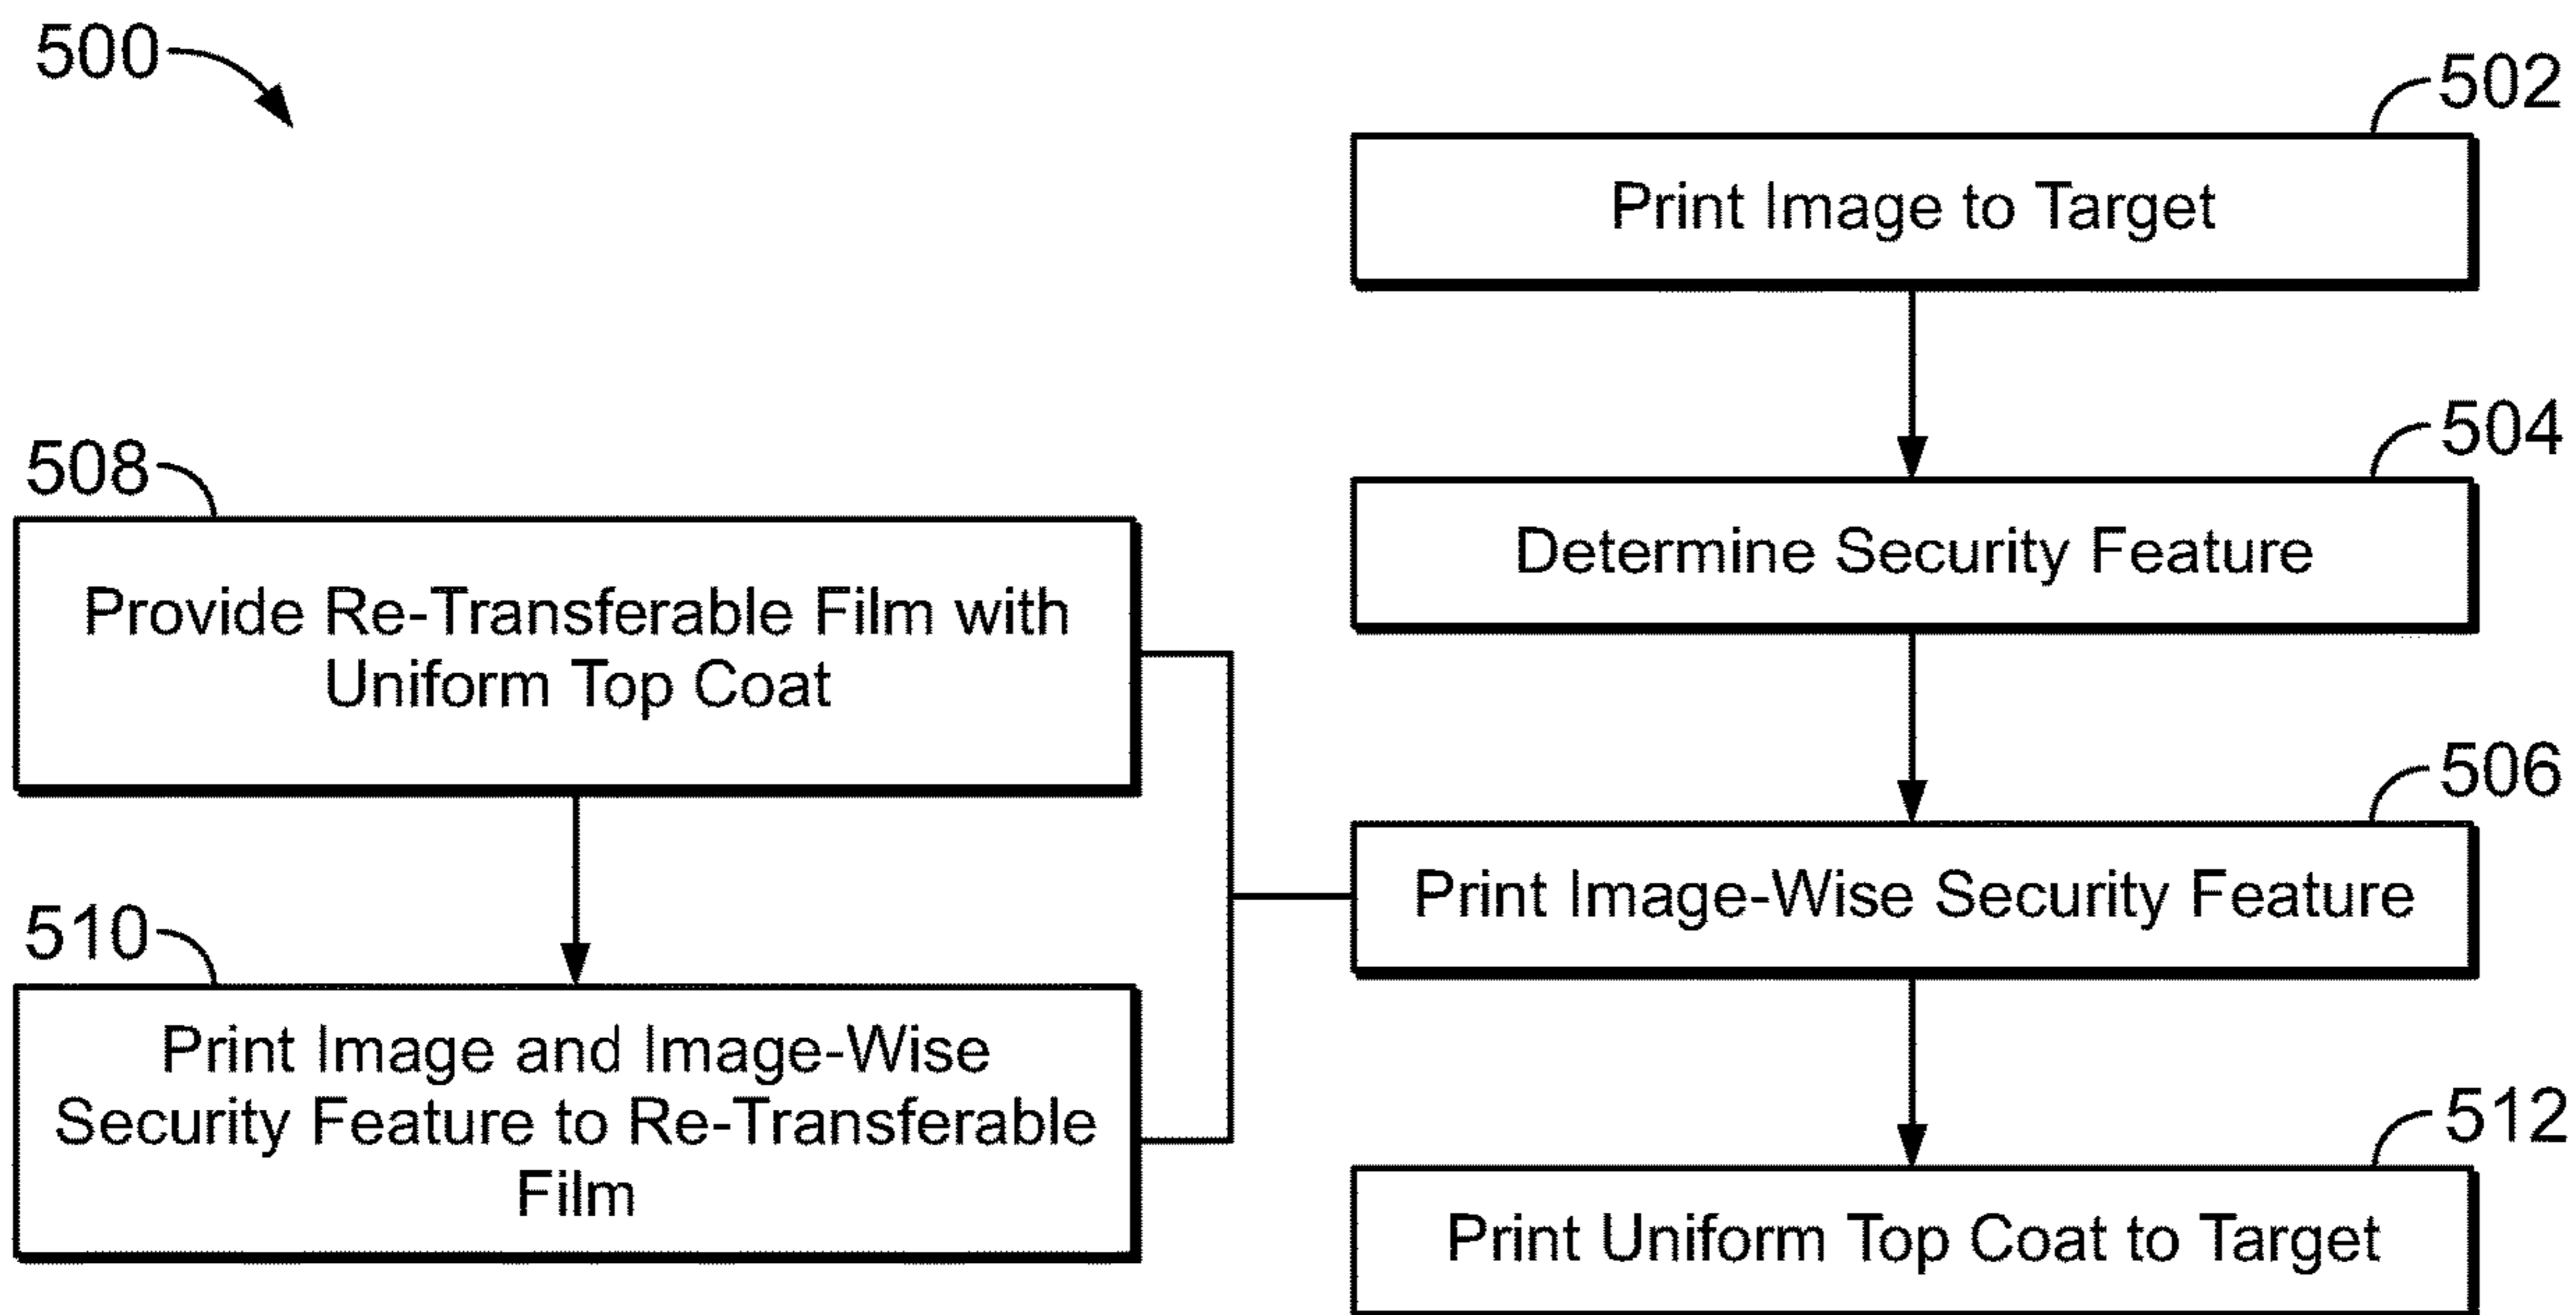 500
502
Print Image to Target
504
Determine Security Feature
508
Provide Re-Transferable Film with
Uniform Top Coat
506
Print Image-Wise Security Feature
510
Print Image and Image-Wise
Security Feature to Re-Transferable
Film
512
Print Uniform Top Coat to Target